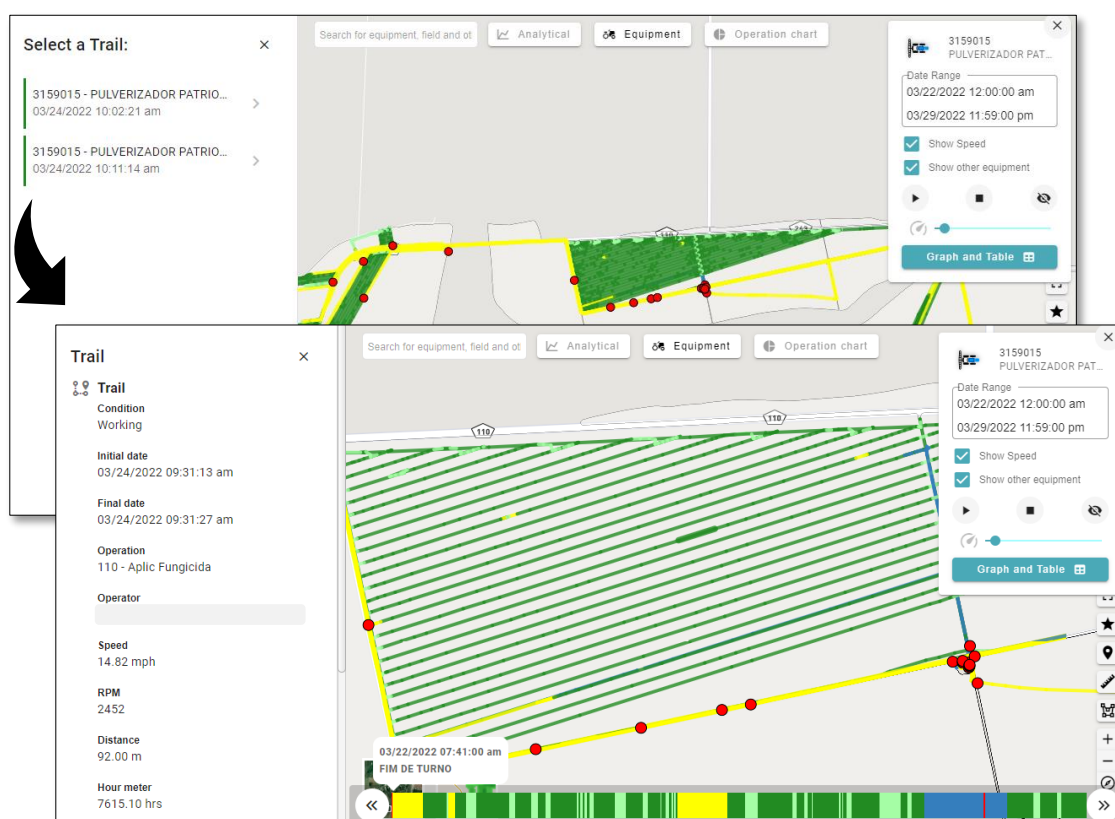 Select a Trail:
3159015 - PULVERIZADOR PATRIO...
03/24/2022 10:02:21 am
3159015 - PULVERIZADOR PATRIO...
03/24/2022 10:11:14 am
Search for equipment, field and ot
Analytical
Equipment
Operation chart
3159015
PULVERIZADOR PAT...
Date Range
03/22/2022 12:00:00 am
03/29/2022 11:59:00 pm
Show Speed
Show other equipment
Graph and Table
110
Trail
Trail
Condition
Working
Initial date
03/24/2022 09:31:13 am
Final date
03/24/2022 09:31:27 am
Operation
110 - Aplic Fungicida
Operator
Speed
14.82 mph
RPM
2452
Distance
92.00 m
Hour meter
7615.10 hrs
Search for equipment, field and ot
Analytical
Equipment
Operation chart
3159015
PULVERIZADOR PAT...
Date Range
03/22/2022 12:00:00 am
03/29/2022 11:59:00 pm
Show Speed
Show other equipment
Graph and Table
110
110
03/22/2022 07:41:00 am
FIM DE TURNO